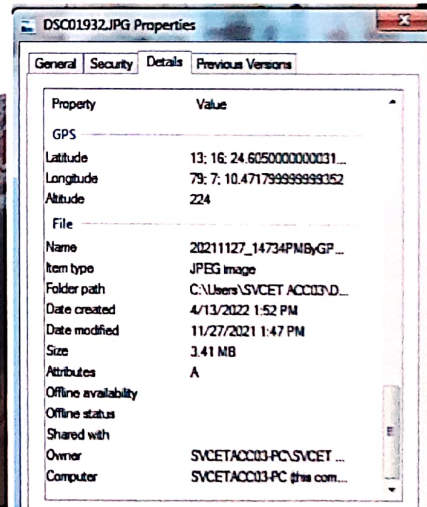 DSC01932.JPG Properties
General Security Details Previous Versions
Property Value
GPS
Latitude 13; 16; 24.6050000000031...
Longitude 79; 7; 10.471799999999352
Altitude 224
File
Name 20211127_14734PMByGP...
Item type JPEG image
Folder path C:\Users\SVCET ACC03\D...
Date created 4/13/2022 1:52 PM
Date modified 11/27/2021 1:47 PM
Size 3.41 MB
Attributes A
Offline availability
Offline status
Shared with
Owner SVCETACC03-PC\SVCET ...
Computer SVCETACC03-PC (this com...